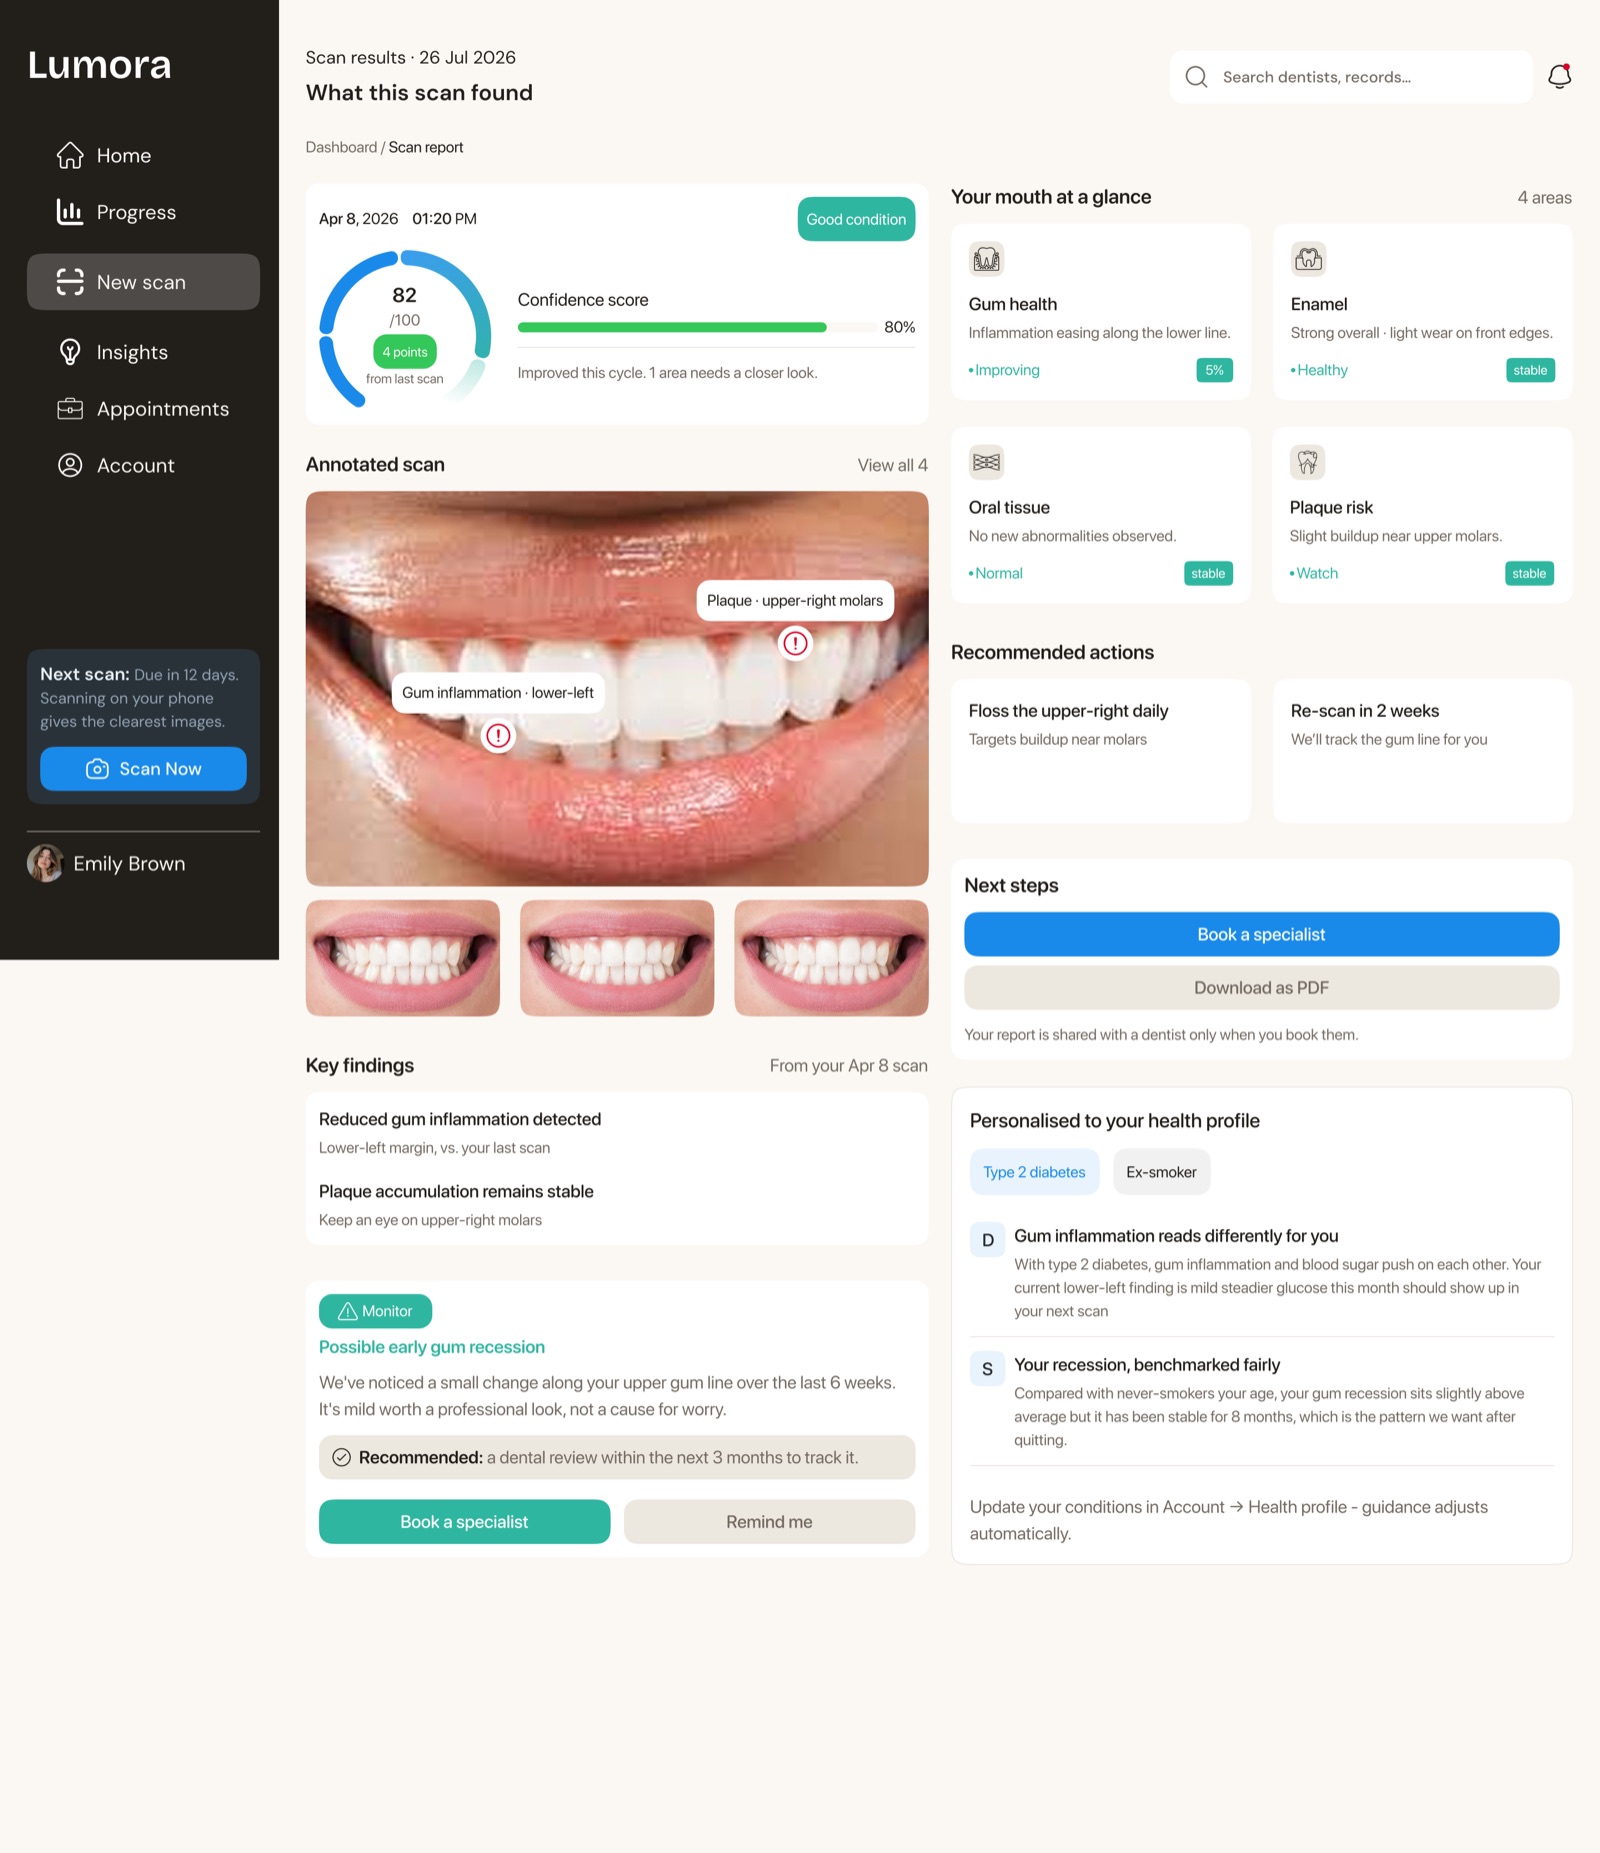 Lumora
Home
Progress
New scan
Insights
Appointments
Account
Next scan: Due in 12 days.
Scanning on your phone
gives the clearest images.
Scan Now
Emily Brown
Scan results · 26 Jul 2026
What this scan found
Search dentists, records...
Dashboard / Scan report
Apr 8, 2026 01:20 PM
Good condition
82
/100
4 points
from last scan
Confidence score
80%
Improved this cycle. 1 area needs a closer look.
Annotated scan
View all 4
Plaque · upper-right molars
Gum inflammation · lower-left
Key findings
From your Apr 8 scan
Reduced gum inflammation detected
Lower-left margin, vs. your last scan
Plaque accumulation remains stable
Keep an eye on upper-right molars
Monitor
Possible early gum recession
We've noticed a small change along your upper gum line over the last 6 weeks.
It's mild worth a professional look, not a cause for worry.
Recommended: a dental review within the next 3 months to track it.
Book a specialist
Remind me
Your mouth at a glance
4 areas
Gum health
Inflammation easing along the lower line.
•Improving
5%
Enamel
Strong overall · light wear on front edges.
•Healthy
stable
Oral tissue
No new abnormalities observed.
•Normal
stable
Plaque risk
Slight buildup near upper molars.
•Watch
stable
Recommended actions
Floss the upper-right daily
Targets buildup near molars
Re-scan in 2 weeks
We'll track the gum line for you
Next steps
Book a specialist
Download as PDF
Your report is shared with a dentist only when you book them.
Personalised to your health profile
Type 2 diabetes
Ex-smoker
D
Gum inflammation reads differently for you
With type 2 diabetes, gum inflammation and blood sugar push on each other. Your
current lower-left finding is mild steadier glucose this month should show up in
your next scan
S
Your recession, benchmarked fairly
Compared with never-smokers your age, your gum recession sits slightly above
average but it has been stable for 8 months, which is the pattern we want after
quitting.
Update your conditions in Account → Health profile - guidance adjusts
automatically.